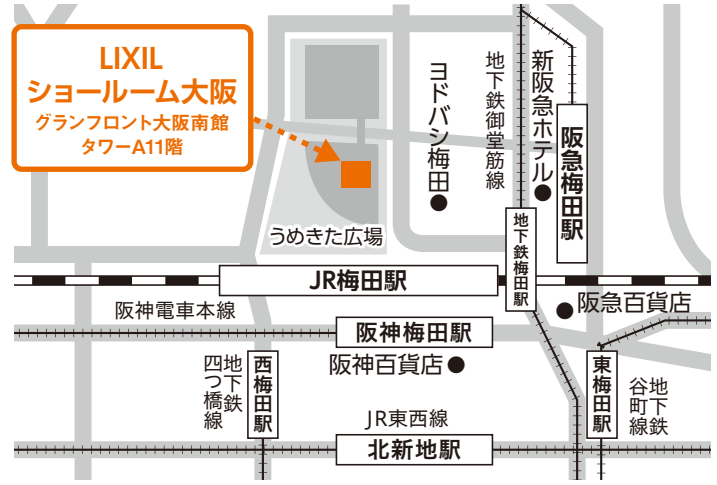 LIXIL
ショールーム大阪
グランフロント大阪南館
タワーA11階
ヨドバシ梅田
地下鉄御堂筋線
新阪急ホテル
阪急梅田駅
うめきた広場
地下鉄梅田駅
JR梅田駅
阪急百貨店
阪神電車本線
阪神梅田駅
阪神百貨店
地下鉄
四つ橋線
西梅田駅
東梅田駅
地下鉄
谷町線
JR東西線
北新地駅